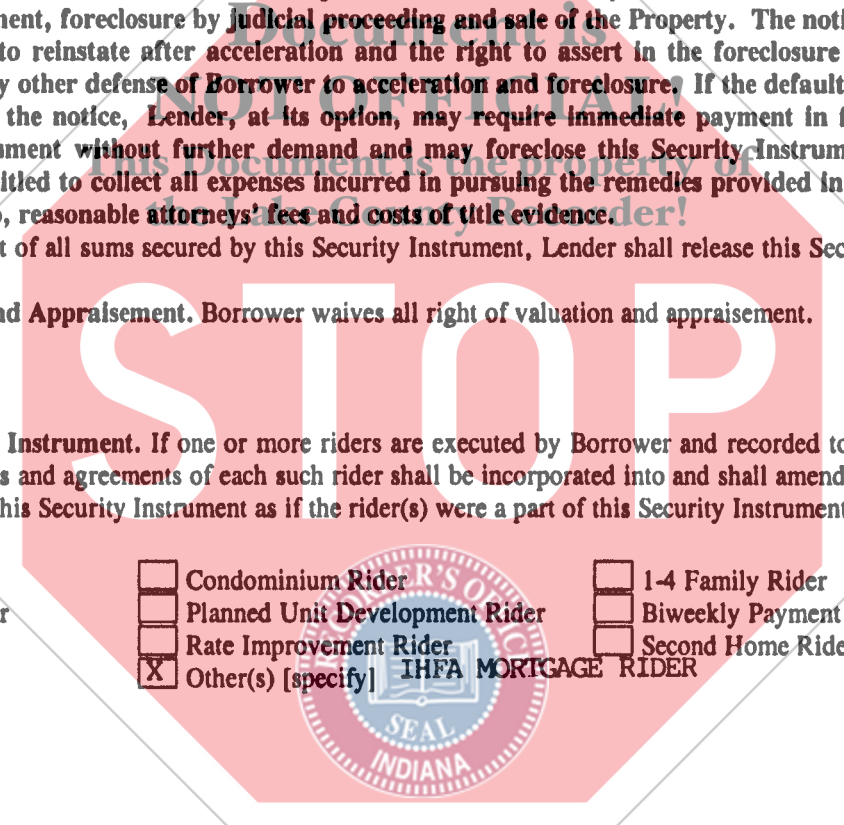 nent, foreclosure by judicial proceeding and sale of the Property. The noti
to reinstate after acceleration and the right to assert in the foreclosure
y other defense of Borrower to acceleration and foreclosure. If the default
the notice, Lender, at its option, may require immediate payment in f
ment without further demand and may foreclose this Security Instrum
itled to collect all expenses incurred in pursuing the remedies provided in
, reasonable attorneys' fees and costs of title evidence.
t of all sums secured by this Security Instrument, Lender shall release this Sec
nd Appraisement. Borrower waives all right of valuation and appraisement.
Instrument. If one or more riders are executed by Borrower and recorded to
s and agreements of each such rider shall be incorporated into and shall amend
his Security Instrument as if the rider(s) were a part of this Security Instrument
Condominium Rider
1-4 Family Rider
r
Planned Unit Development Rider
Biweekly Payment
Rate Improvement Rider
Second Home Ride
X Other(s) [specify] IHFA MORTGAGE RIDER
Document is
NOT OFFICIAL!
This Document is the property of
the Lake County Recorder!
STOP
RECORDER'S OFFICE
SEAL
INDIANA